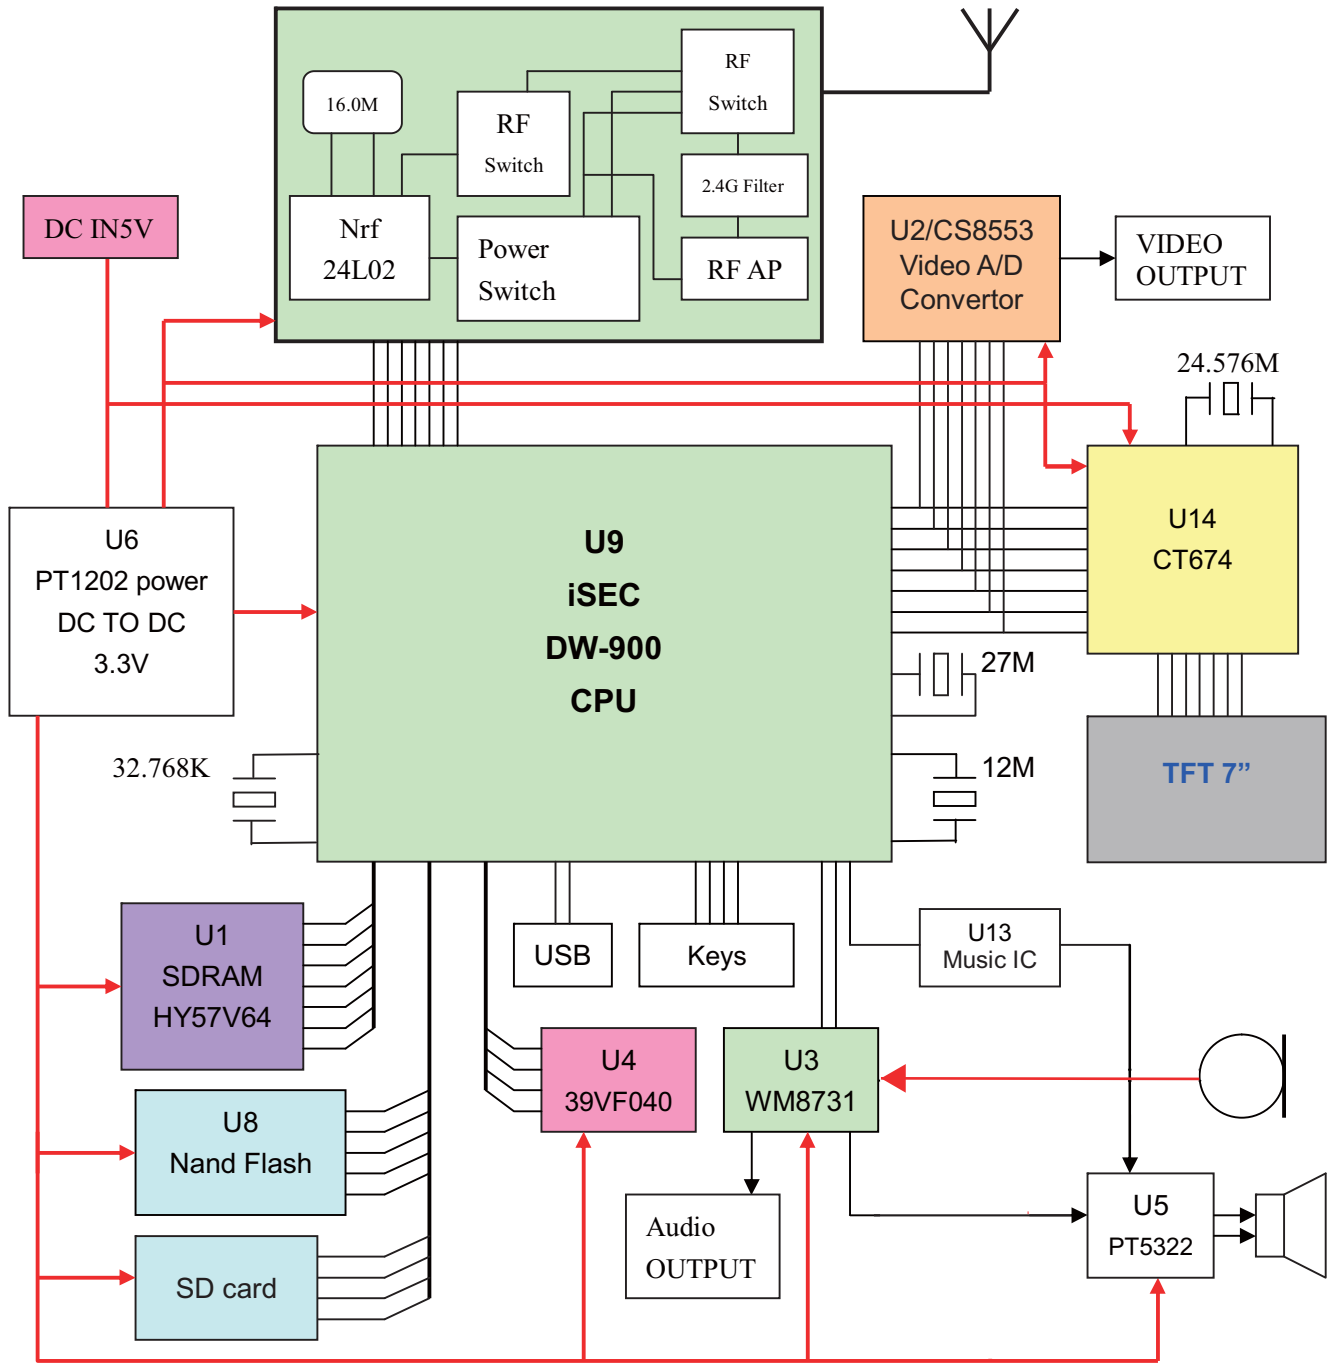 16.0M
RF
Switch
RF
Switch
2.4G Filter
Nrf
24L02
Power
Switch
RF AP
DC IN5V
U2/CS8553
Video A/D
Convertor
VIDEO
OUTPUT
24.576M
U6
PT1202 power
DC TO DC
3.3V
U9
iSEC
DW-900
CPU
U14
CT674
27M
32.768K
12M
TFT 7”
U1
SDRAM
HY57V64
USB
Keys
U13
Music IC
U4
39VF040
U3
WM8731
U8
Nand Flash
Audio
OUTPUT
U5
PT5322
SD card